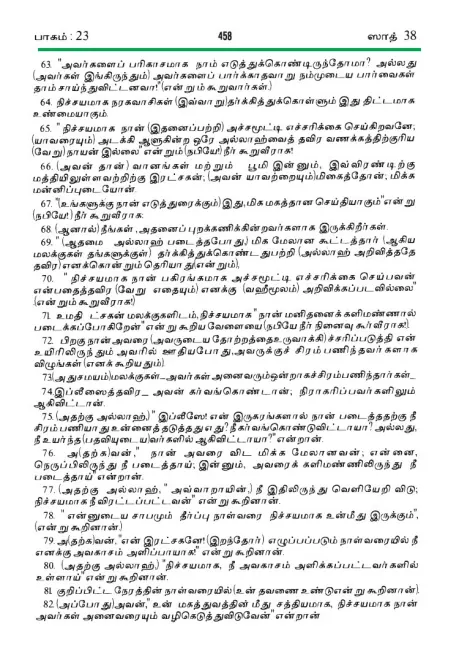 பாகம் : 23 458 ஸாத் 38
63. "அவர்களைப் பரிகாசமாக நாம் எடுத்துக்கொண்டிருந்தோமா? அல்லது
(அவர்கள் இங்கிருந்தும்) அவர்களைப் பார்க்காதவாறு நம்முடைய பார்வைகள்
தாம் சாய்ந்துவிட்டனவா!" (என்றும் கூறுவார்கள்.)
64. நிச்சயமாக நரகவாசிகள் (இவ்வாறு)தர்க்கித்துக்கொள்ளும் இது திட்டமாக
உண்மையாகும்.
65. "நிச்சயமாக நான் (இதனைப்பற்றி) அச்சமூட்டி எச்சரிக்கை செய்கிறவனே;
(யாவரையும்) அடக்கி ஆளுகின்ற ஒரே அல்லாஹ்வைத் தவிர வணக்கத்திற்குரிய
(வேறு) நாயன் இல்லை" என்றும் (நபியே!) நீர் கூறுவீராக!
66. (அவன் தான்) வானங்கள் மற்றும் பூமி இன்னும், இவ்விரண்டிற்கு
மத்தியிலுள்ளவற்றிற்கு இரட்சகன்; (அவன் யாவற்றையும்)மிகைத்தோன்; மிக்க
மன்னிப்புடையோன்.
67. "(உங்களுக்கு நான் எடுத்துரைக்கும்) இது, மிக மகத்தான செய்தியாகும்" என்று
(நபியே!) நீர் கூறுவீராக:
68. (ஆனால்) நீங்கள், அதனைப் புறக்கணிக்கின்றவர்களாக இருக்கிறீர்கள்.
69. "(ஆதமை அல்லாஹ் படைத்தபோது,) மிக மேலான கூட்டத்தார் (ஆகிய
மலக்குகள் தங்களுக்குள்) தர்க்கித்துக்கொண்டதுபற்றி (அல்லாஹ் அறிவித்ததே
தவிர) எனக்கொன்றும் தெரியாது(என்றும்),
70. "நிச்சயமாக நான் பகிரங்கமாக அச்சமூட்டி எச்சரிக்கை செய்பவன்
என்பதைத்தவிர (வேறு எதையும்) எனக்கு (வஹீமூலம்) அறிவிக்கப்படவில்லை"
(என்றும் கூறுவீராக!)
71. உமதிரட்சகன் மலக்குகளிடம், நிச்சயமாக "நான் மனிதனைக் களிமண்ணால்
படைக்கப்போகிறேன்" என்று கூறிய வேளையை (நபியே நீர் நினைவு கூர்வீராக!).
72. பிறகு நான் அவரை (அவருடைய தோற்றத்தைஉருவாக்கி)ச் சரிப்படுத்தி என்
உயிரிலிருந்தும் அவரில் ஊதியபோது, அவருக்குச் சிரம் பணிந்தவர்களாக
விழுங்கள் (எனக் கூறியதும்).
73. (அதுசமயம்)மலக்குகள்_ அவர்கள் அனைவரும்ஒன்றாகச் சிரம்பணிந்தார்கள்_
74. இப்லீஸைத்தவிர_ அவன் கர்வங்கொண்டான்; நிராகரிப்பவர்களிலும்
ஆகிவிட்டான்.
75. (அதற்கு அல்லாஹ்,) "இப்லீஸே! என் இருகரங்களால் நான் படைத்ததற்கு நீ
சிரம் பணியாது உன்னைத் தடுத்தது எது? நீ கர்வங்கொண்டுவிட்டாயா? அல்லது,
நீ உயர்ந்த (பதவியுடைய)வர்களில் ஆகிவிட்டாயா?" என்றான்.
76. அ(தற்க)வன்," நான் அவரை விட மிக்க மேலானவன்; என்னை,
நெருப்பிலிருந்து நீ படைத்தாய்; இன்னும், அவரைக் களிமண்ணிலிருந்து நீ
படைத்தாய்" என்றான்.
77. (அதற்கு அல்லாஹ், "அவ்வாறாயின்,) நீ இதிலிருந்து வெளியேறி விடு;
நிச்சயமாக நீ விரட்டப்பட்டவன்" என்று கூறினான்.
78. "என்னுடைய சாபமும் தீர்ப்பு நாள்வரை நிச்சயமாக உன்மீது இருக்கும்",
(என்று கூறினான்.)
79. அ(தற்க)வன், "என் இரட்சகனே! (இறந்தோர்) எழுப்பப்படும் நாள்வரையில் நீ
எனக்கு அவகாசம் அளிப்பாயாக!" என்று கூறினான்.
80. (அதற்கு அல்லாஹ்,) "நிச்சயமாக, நீ அவகாசம் அளிக்கப்பட்டவர்களில்
உள்ளாய்" என்று கூறினான்.
81. குறிப்பிட்ட நேரத்தின் நாள்வரையில் (உன் தவணை உண்டு என்று கூறினான்).
82. (அப்போது)அவன்," உன் மகத்துவத்தின் மீது சத்தியமாக, நிச்சயமாக நான்
அவர்கள் அனைவரையும் வழிகெடுத்துவிடுவேன்" என்றான்